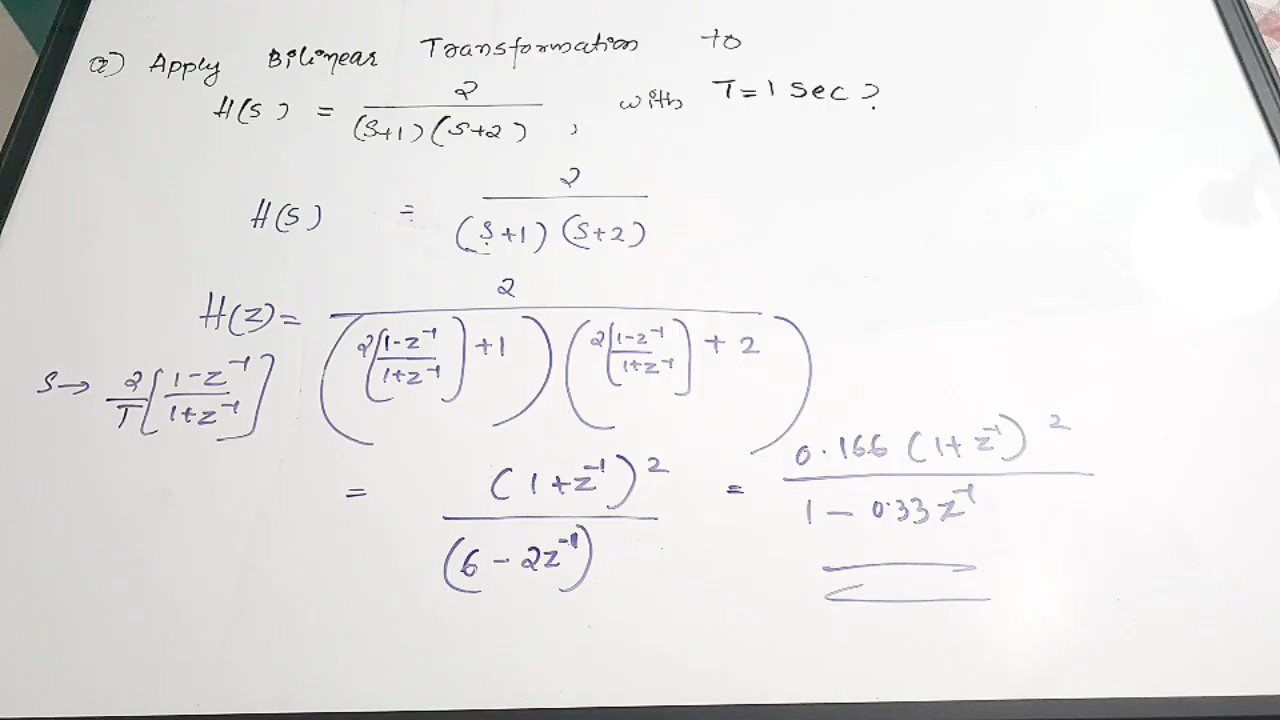 Q) Apply Bilinear Transformation to
H(s) = 2 / (s+1)(s+2) , with T=1 sec?
H(s) = 2 / (s+1)(s+2)
H(z) = 2 / (2[1-z⁻¹ / 1+z⁻¹] +1)(2[1-z⁻¹ / 1+z⁻¹] + 2)
s→ 2/T [1-z⁻¹ / 1+z⁻¹]
= (1+z⁻¹)² / (6-2z⁻¹) = 0.166 (1+z⁻¹)² / 1-0.33z⁻¹